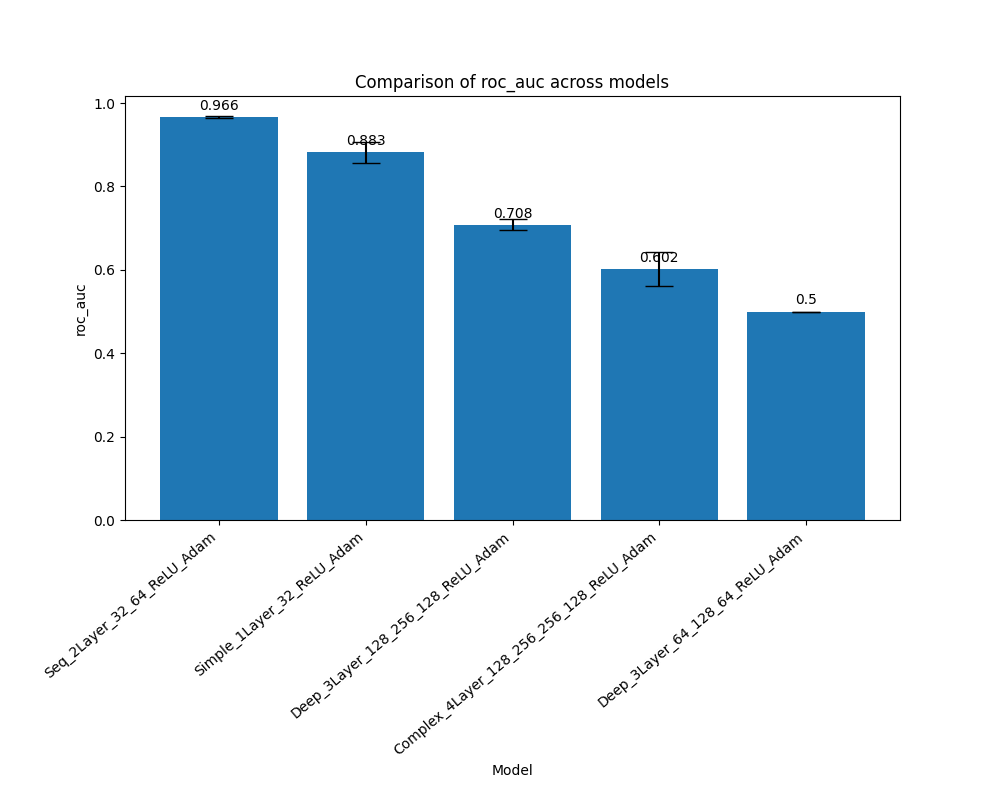 Comparison of roc_auc across models
roc_auc
1.0
0.8
0.6
0.4
0.2
0.0
0.966
0.883
0.708
0.602
0.5
Seq_2Layer_32_64_ReLU_Adam
Simple_1Layer_32_ReLU_Adam
Deep_3Layer_128_256_128_ReLU_Adam
Complex_4Layer_128_256_256_128_ReLU_Adam
Deep_3Layer_64_128_64_ReLU_Adam
Model